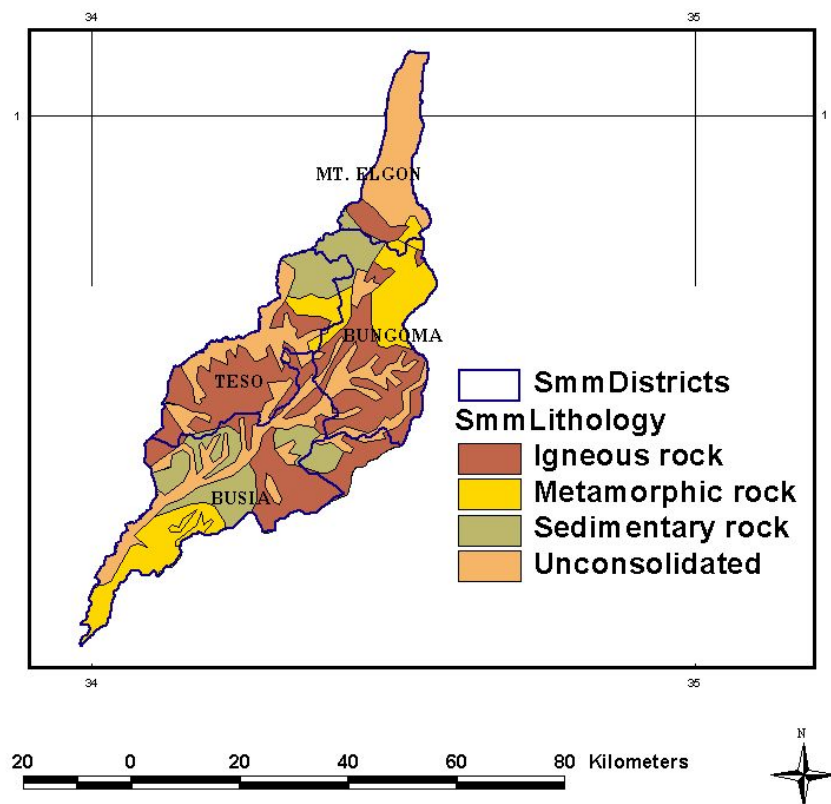 34 35
1 1
MT. ELGON
BUNGOMA
TESO
SmmDistricts
SmmLithology
Igneous rock
Metamorphic rock
BUSIA
Sedimentary rock
Unconsolidated
34 35
N
20 0 20 40 60 80 Kilometers